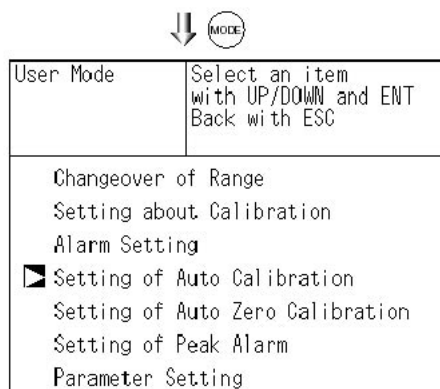 MODE
User Mode
Select an item
with UP/DOWN and ENT
Back with ESC
Changeover of Range
Setting about Calibration
Alarm Setting
Setting of Auto Calibration
Setting of Auto Zero Calibration
Setting of Peak Alarm
Parameter Setting